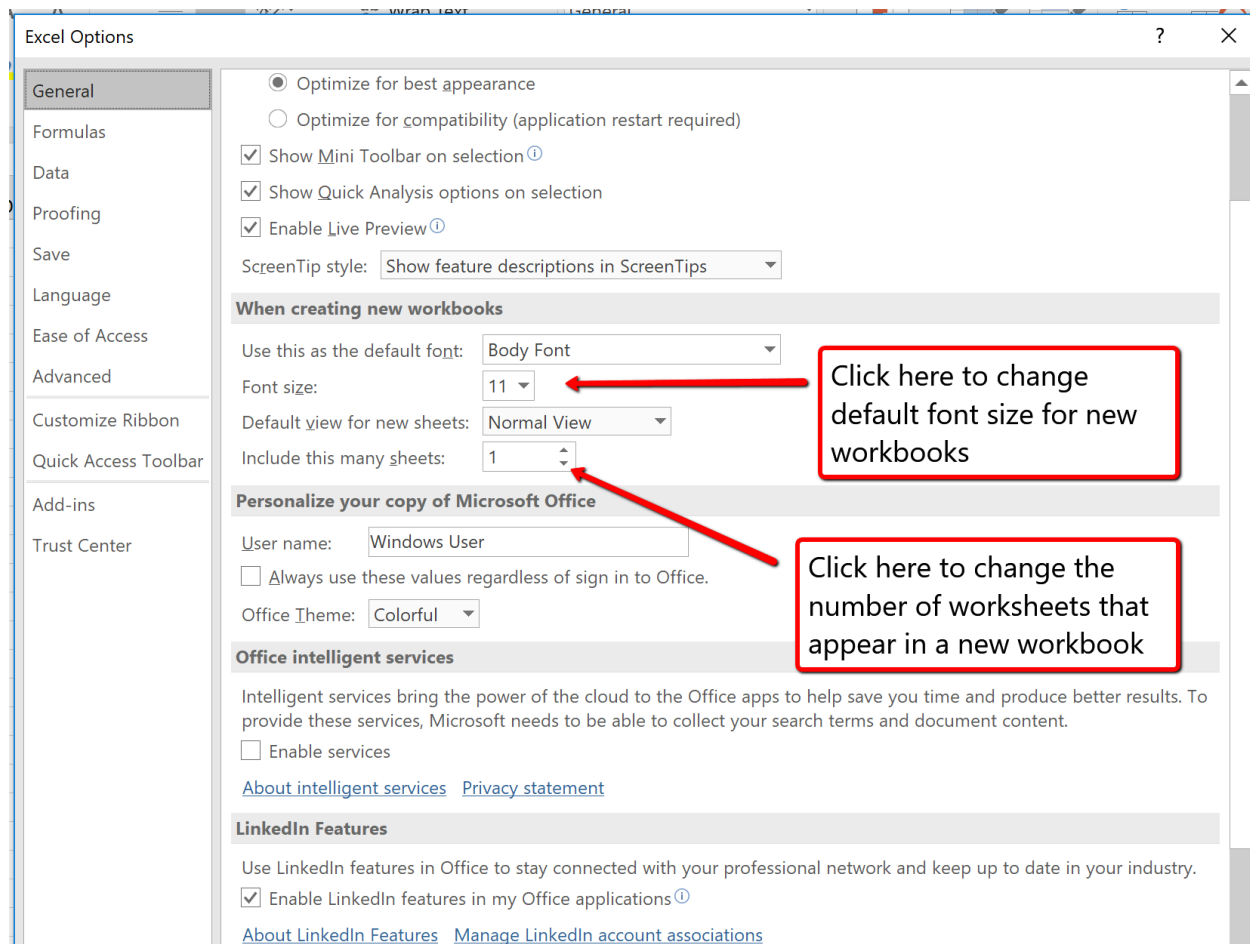 Wrap Text
General
Excel Options
?
General
Formulas
Data
Proofing
Save
Language
Ease of Access
Advanced
Customize Ribbon
Quick Access Toolbar
Add-ins
Trust Center
Optimize for best appearance
Optimize for compatibility (application restart required)
Show Mini Toolbar on selection
Show Quick Analysis options on selection
Enable Live Preview
ScreenTip style: Show feature descriptions in ScreenTips
When creating new workbooks
Use this as the default font: Body Font
Font size: 11
Default view for new sheets: Normal View
Include this many sheets: 1
Click here to change
default font size for new
workbooks
Personalize your copy of Microsoft Office
User name: Windows User
Always use these values regardless of sign in to Office.
Office Theme: Colorful
Click here to change the
number of worksheets that
appear in a new workbook
Office intelligent services
Intelligent services bring the power of the cloud to the Office apps to help save you time and produce better results. To
provide these services, Microsoft needs to be able to collect your search terms and document content.
Enable services
About intelligent services Privacy statement
LinkedIn Features
Use LinkedIn features in Office to stay connected with your professional network and keep up to date in your industry.
Enable LinkedIn features in my Office applications
About LinkedIn Features Manage LinkedIn account associations